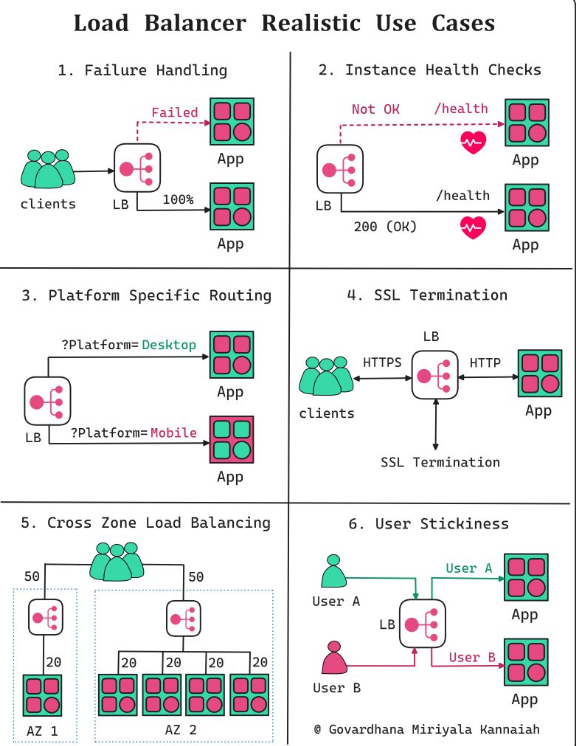 Load Balancer Realistic Use Cases
1. Failure Handling
Failed
App
clients
LB
100%
App
2. Instance Health Checks
Not OK /health
App
LB
/health
200 (OK)
App
3. Platform Specific Routing
?Platform=Desktop
App
LB
?Platform=Mobile
App
4. SSL Termination
LB
HTTPS HTTP
clients
App
SSL Termination
5. Cross Zone Load Balancing
50 50
20 20 20 20 20
AZ 1 AZ 2
6. User Stickiness
User A
User A
App
LB
User B
User B
App
@ Govardhana Miriyala Kannaiah